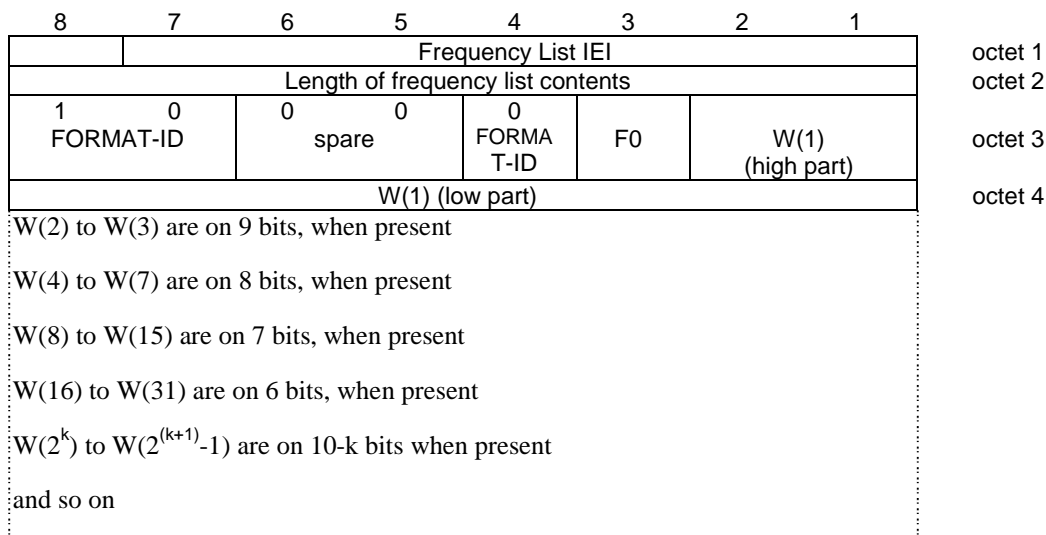 8 7 6 5 4 3 2 1
Frequency List IEI octet 1
Length of frequency list contents octet 2
1 0 0 0 0
FORMAT-ID spare FORMA F0 W(1) octet 3
T-ID (high part)
W(1) (low part) octet 4
W(2) to W(3) are on 9 bits, when present
W(4) to W(7) are on 8 bits, when present
W(8) to W(15) are on 7 bits, when present
W(16) to W(31) are on 6 bits, when present
W(2^k) to W(2^(k+1)-1) are on 10-k bits when present
and so on